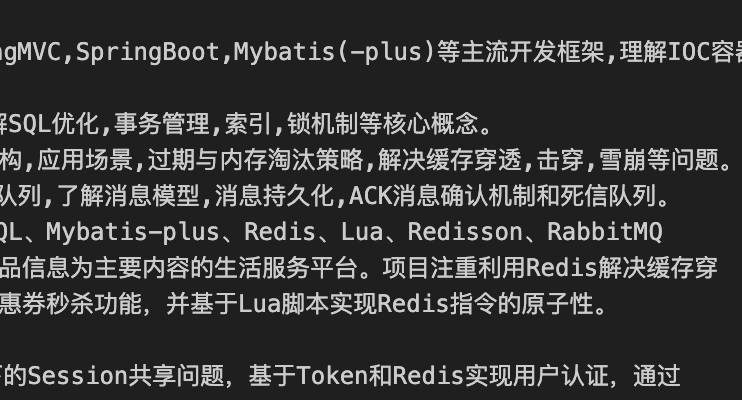 ngMVC,SpringBoot,Mybatis(-plus)等主流开发框架,理解IOC容器
解SQL优化,事务管理,索引,锁机制等核心概念。
构,应用场景,过期与内存淘汰策略,解决缓存穿透,击穿,雪崩等问题。
队列,了解消息模型,消息持久化,ACK消息确认机制和死信队列。
QL、Mybatis-plus、Redis、Lua、Redisson、RabbitMQ
品信息为主要内容的生活服务平台。项目注重利用Redis解决缓存穿
惠券秒杀功能，并基于Lua脚本实现Redis指令的原子性。
的Session共享问题，基于Token和Redis实现用户认证，通过